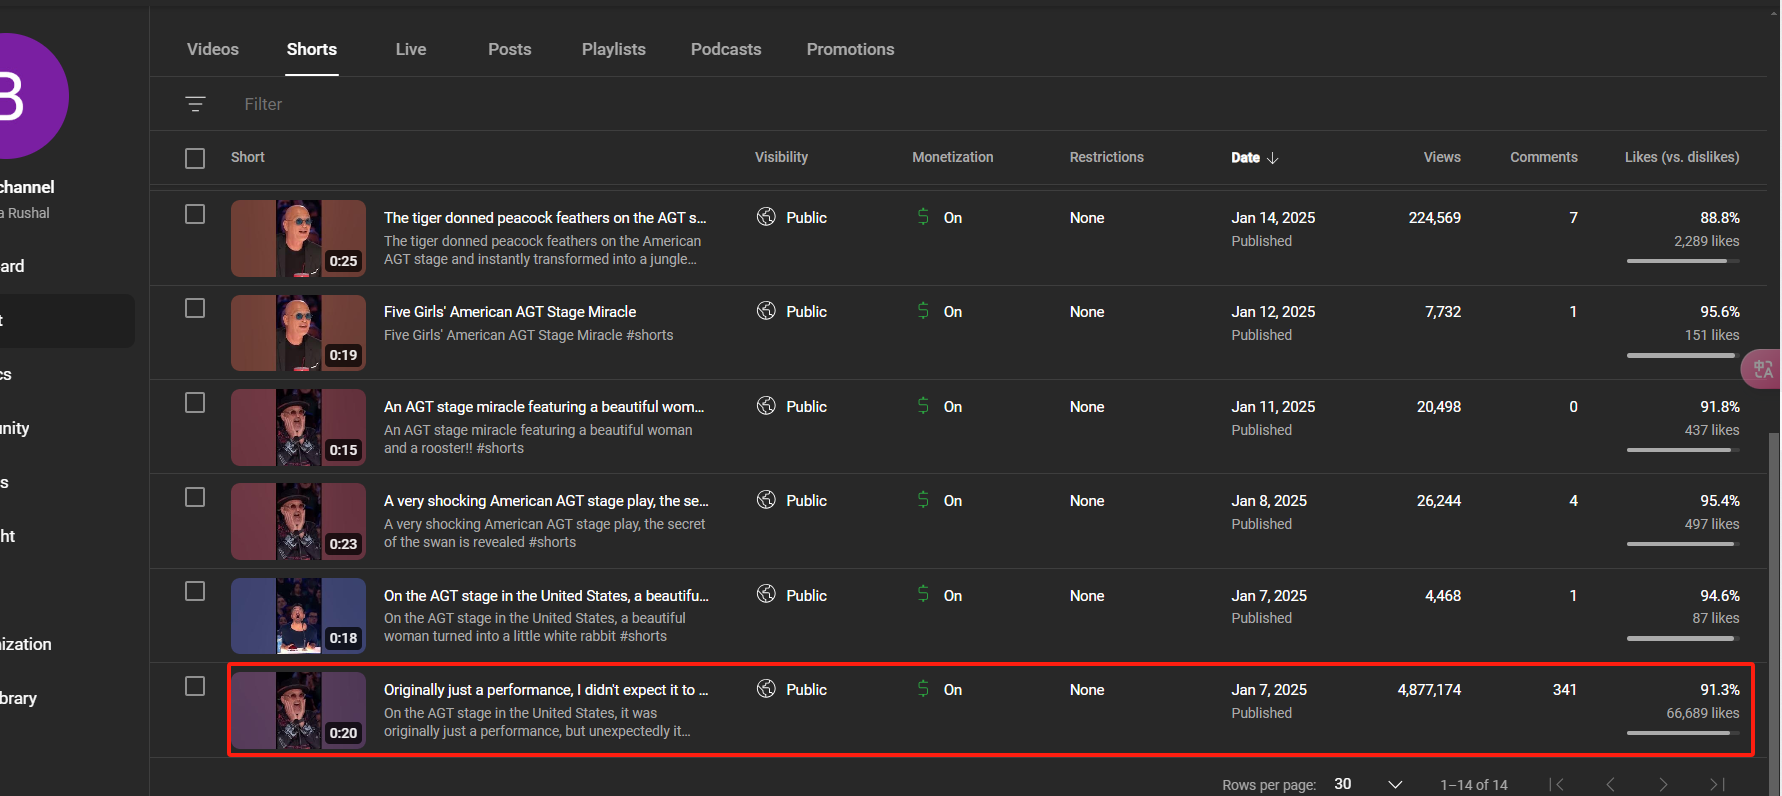 Videos Shorts Live Posts Playlists Podcasts Promotions
Filter
B
Short Visibility Monetization Restrictions Date Views Comments Likes (vs. dislikes)
channel
a Rushal
ard
t
cs
unity
s
ht
t
ization
brary
The tiger donned peacock feathers on the AGT s... Public $ On None Jan 14, 2025 224,569 7 88.8%
The tiger donned peacock feathers on the American Published 2,289 likes
AGT stage and instantly transformed into a jungle...
0:25
Five Girls' American AGT Stage Miracle Public $ On None Jan 12, 2025 7,732 1 95.6%
Five Girls' American AGT Stage Miracle #shorts Published 151 likes
0:19
中A
An AGT stage miracle featuring a beautiful wom... Public $ On None Jan 11, 2025 20,498 0 91.8%
An AGT stage miracle featuring a beautiful woman Published 437 likes
and a rooster!! #shorts
0:15
A very shocking American AGT stage play, the se... Public $ On None Jan 8, 2025 26,244 4 95.4%
A very shocking American AGT stage play, the secret Published 497 likes
of the swan is revealed #shorts
0:23
On the AGT stage in the United States, a beautifu... Public $ On None Jan 7, 2025 4,468 1 94.6%
On the AGT stage in the United States, a beautiful Published 87 likes
woman turned into a little white rabbit #shorts
0:18
Originally just a performance, I didn't expect it to ... Public $ On None Jan 7, 2025 4,877,174 341 91.3%
On the AGT stage in the United States, it was Published 66,689 likes
originally just a performance, but unexpectedly it...
0:20
Rows per page: 30 1–14 of 14